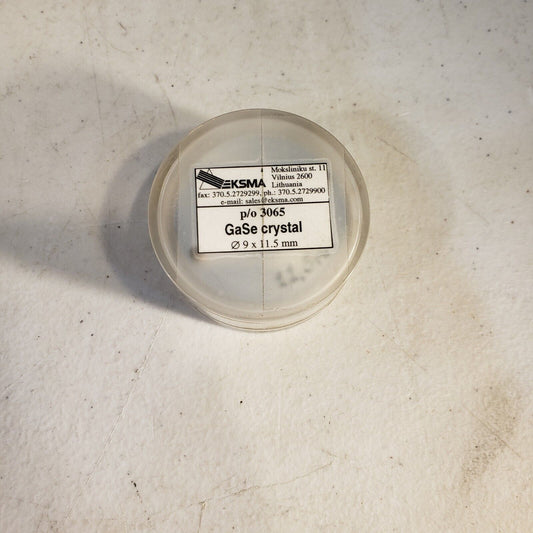 EKSMA
Moksliniku st. 11
Vilnius 2600
Lithuania
fax: 370.5.2729299, ph.: 370.5.2729900
e-mail: sales@eksma.com
p/o 3065
GaSe crystal
∅ 9 x 11.5 mm